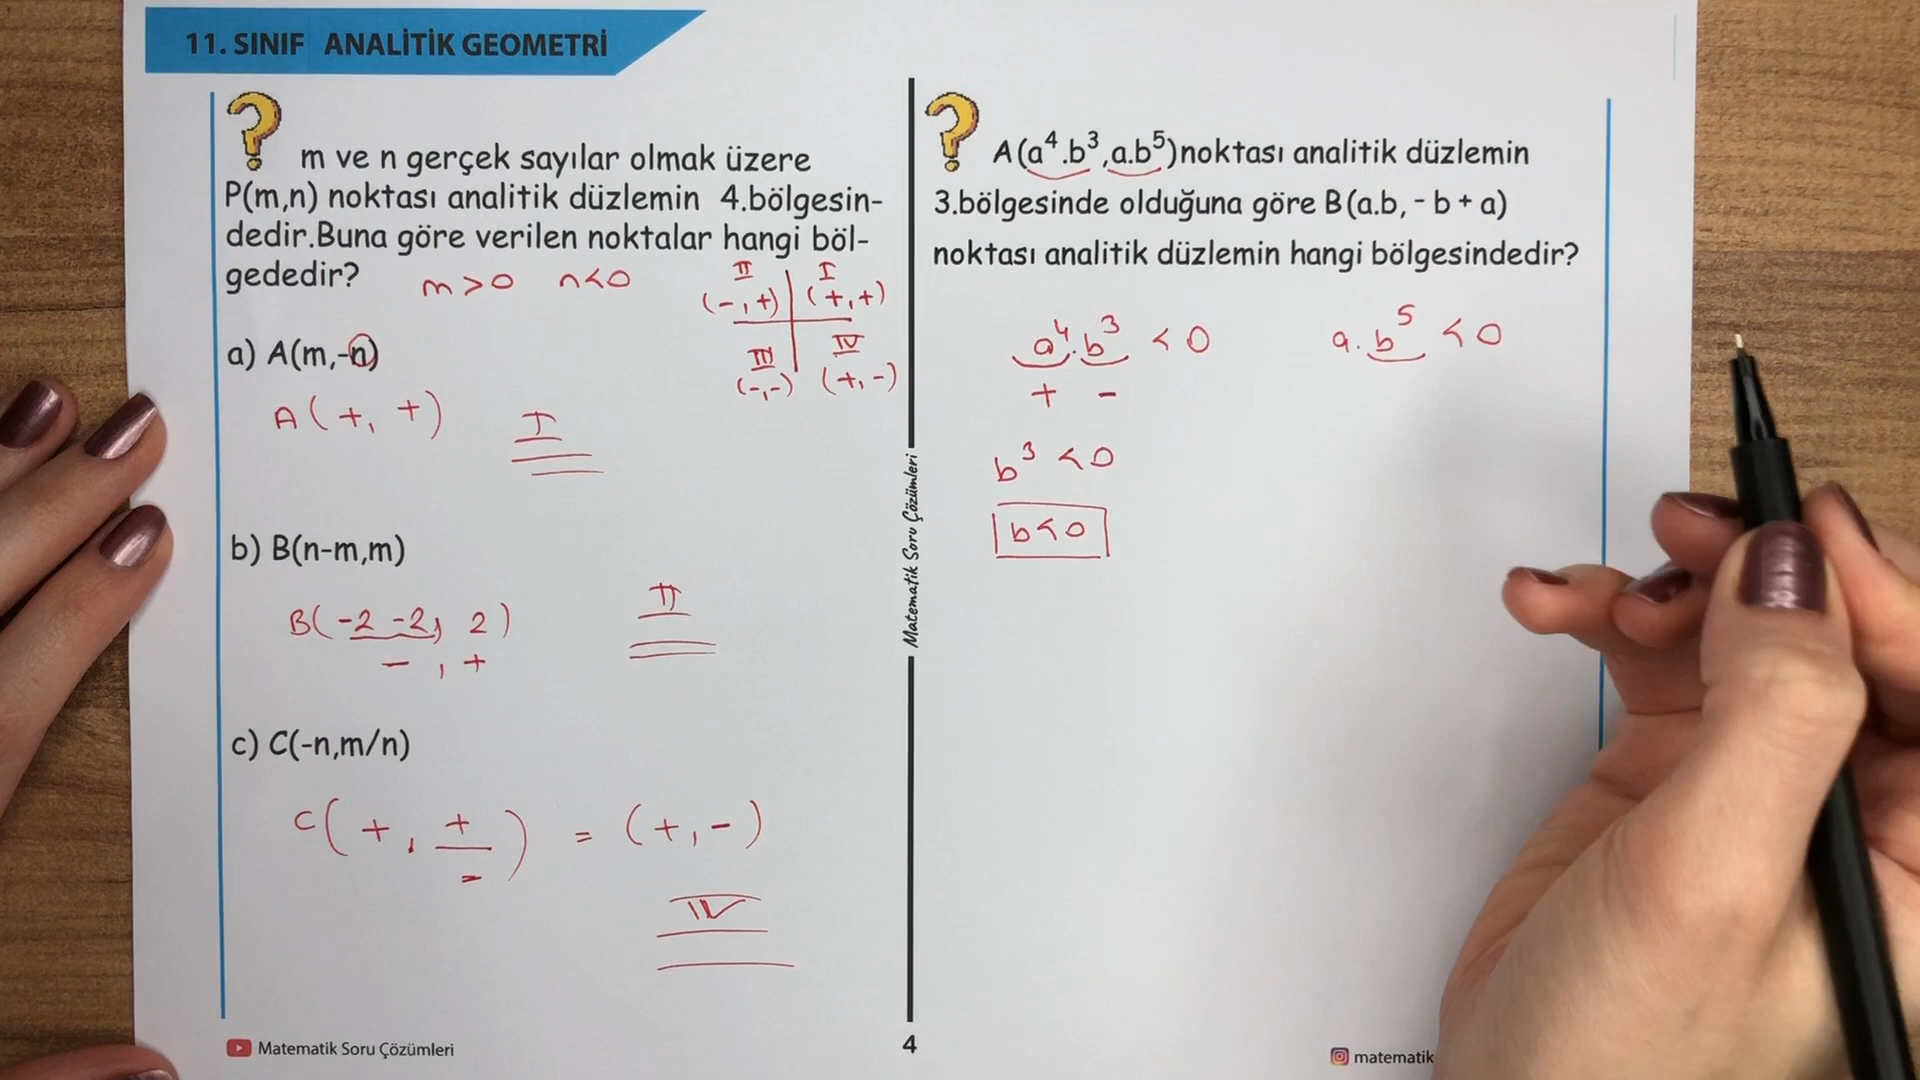 11. SINIF ANALİTİK GEOMETRİ
m ve n gerçek sayılar olmak üzere
P(m,n) noktası analitik düzlemin 4.bölgesin-
dedir.Buna göre verilen noktalar hangi böl-
gededir?
m > 0 n < 0
II I
(-,+) (+,+)
III IV
(-,-) (+,-)
a) A(m,-n)
A(+, +) I
b) B(n-m,m)
B(-2 -2, 2) II
- , +
c) C(-n,m/n)
C(+, +/-) = (+,-)
IV
Matematik Soru Çözümleri
A(a⁴.b³,a.b⁵)noktası analitik düzlemin
3.bölgesinde olduğuna göre B(a.b, - b + a)
noktası analitik düzlemin hangi bölgesindedir?
a⁴.b³ < 0 a.b⁵ < 0
+ -
b³ < 0
b < 0
Matematik Soru Çözümleri
4
matematik